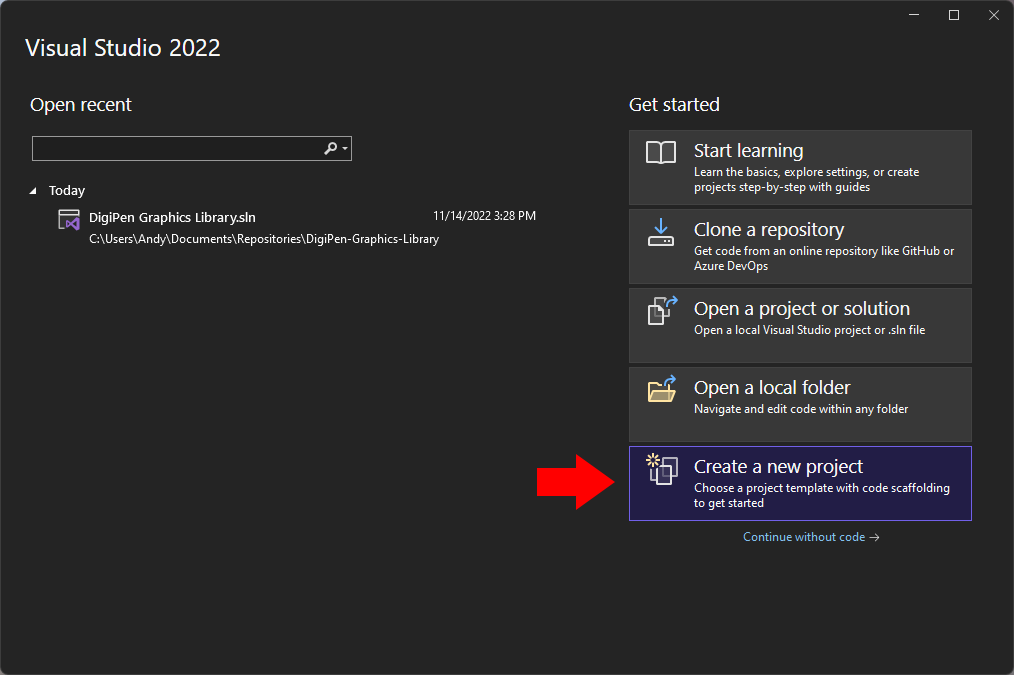 Visual Studio 2022
Open recent
Today
DigiPen Graphics Library.sln
11/14/2022 3:28 PM
C:\Users\Andy\Documents\Repositories\DigiPen-Graphics-Library
Get started
Start learning
Learn the basics, explore settings, or create
projects step-by-step with guides
Clone a repository
Get code from an online repository like GitHub or
Azure DevOps
Open a project or solution
Open a local Visual Studio project or .sln file
Open a local folder
Navigate and edit code within any folder
Create a new project
Choose a project template with code scaffolding
to get started
Continue without code →